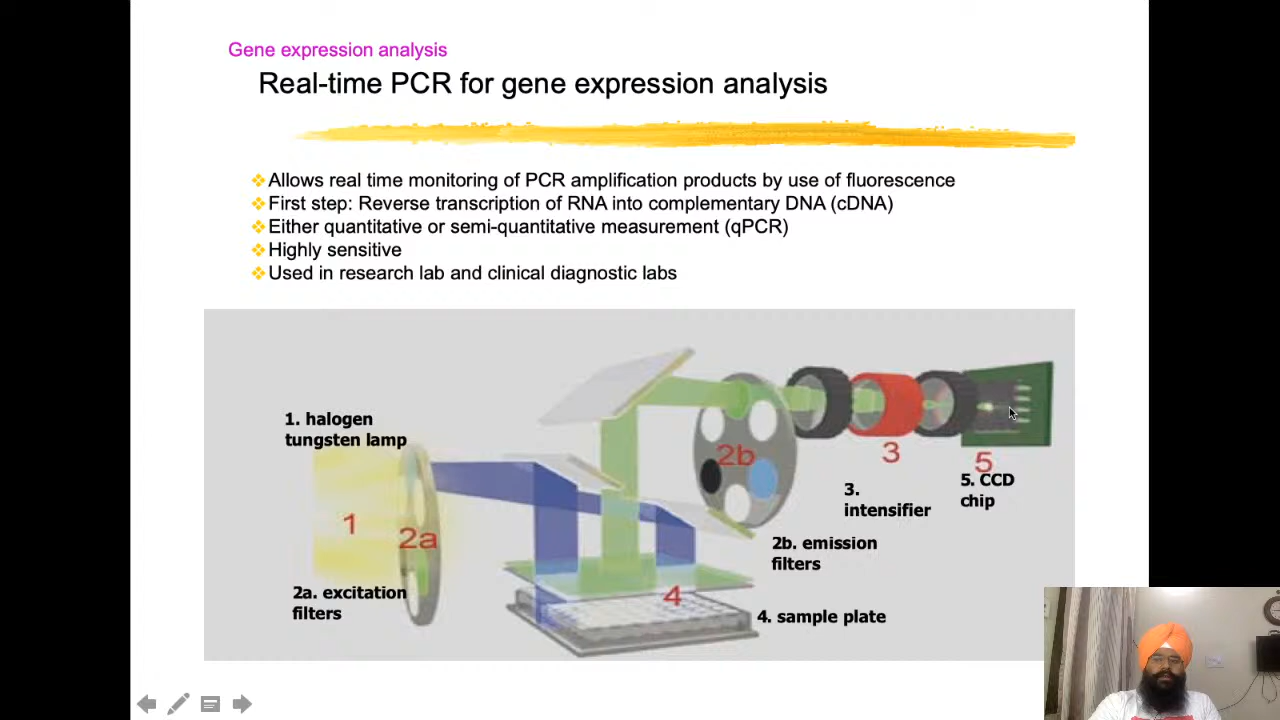 Gene expression analysis
Real-time PCR for gene expression analysis
Allows real time monitoring of PCR amplification products by use of fluorescence
First step: Reverse transcription of RNA into complementary DNA (cDNA)
Either quantitative or semi-quantitative measurement (qPCR)
Highly sensitive
Used in research lab and clinical diagnostic labs
1. halogen
tungsten lamp
1
2a
2a. excitation
filters
2b
3
5
3.
intensifier
5. CCD
chip
2b. emission
filters
4
4. sample plate